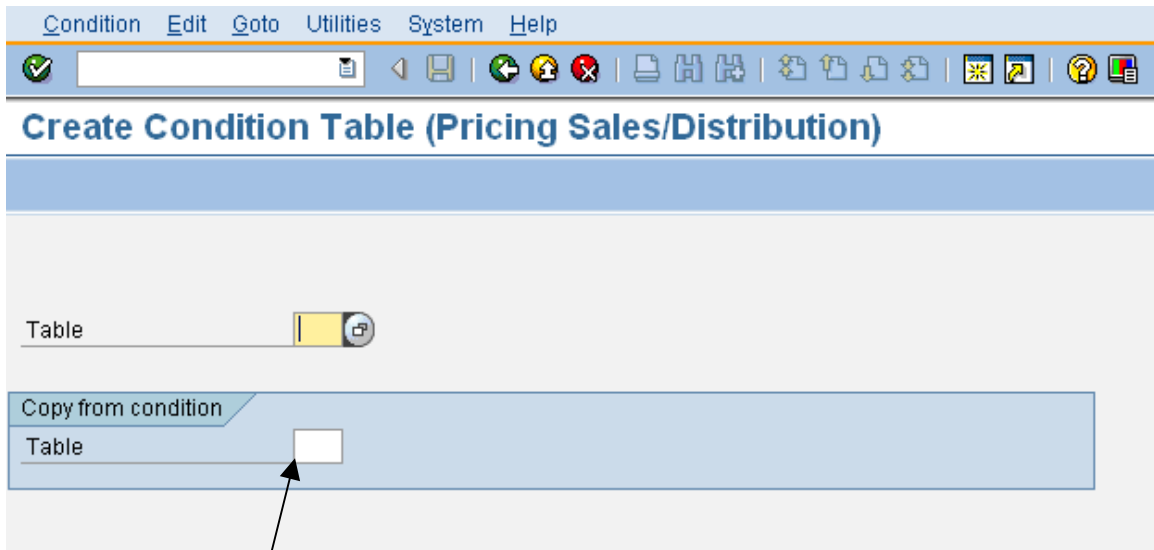 Condition Edit Goto Utilities System Help
Create Condition Table (Pricing Sales/Distribution)
Table
Copy from condition
Table